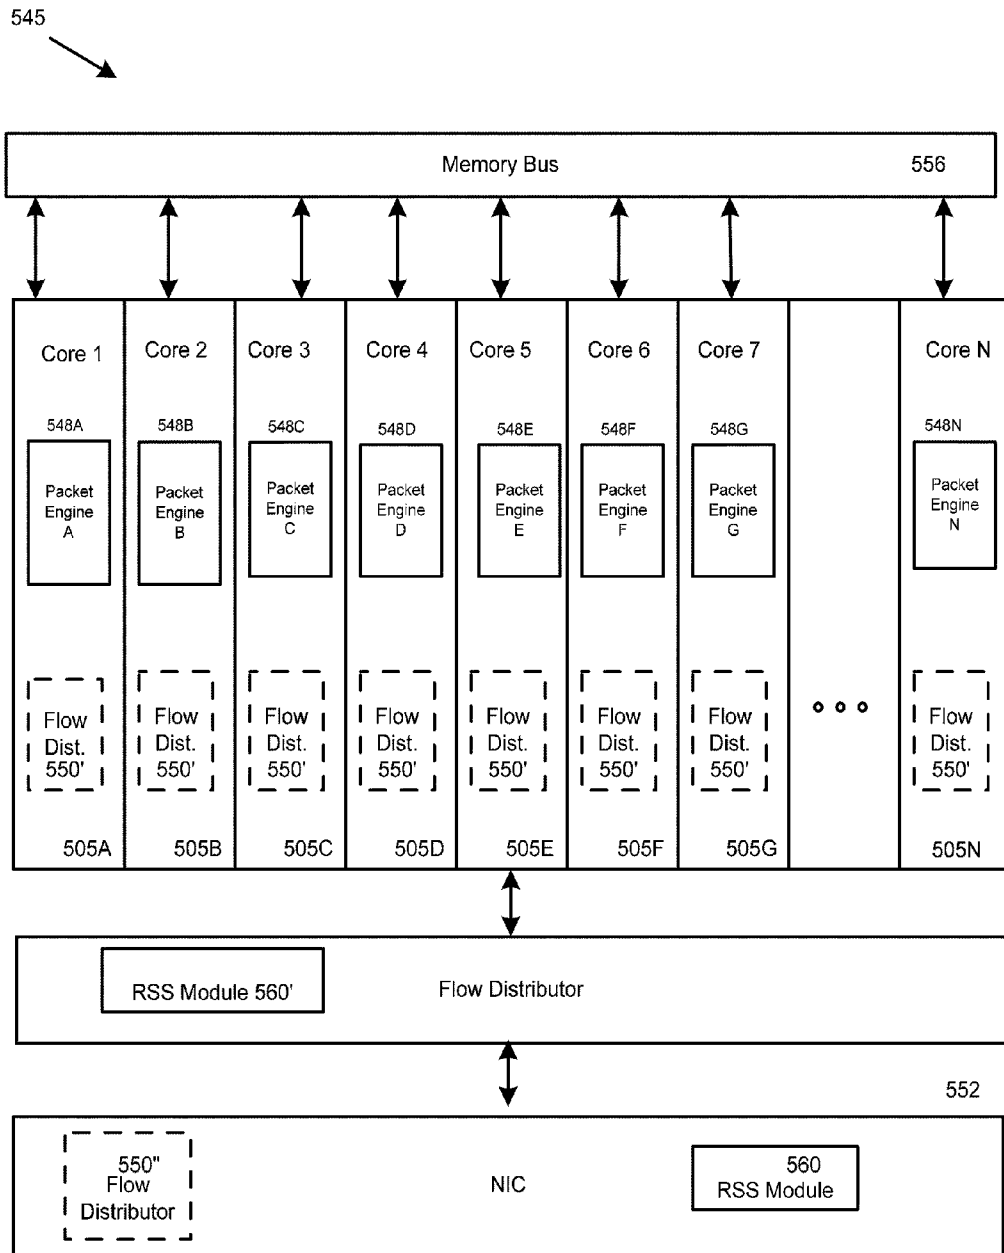 545
Memory Bus 556
Core 1 Core 2 Core 3 Core 4 Core 5 Core 6 Core 7 Core N
548A 548B 548C 548D 548E 548F 548G 548N
Packet Engine A
Packet Engine B
Packet Engine C
Packet Engine D
Packet Engine E
Packet Engine F
Packet Engine G
Packet Engine N
Flow Dist. 550'
Flow Dist. 550'
Flow Dist. 550'
Flow Dist. 550'
Flow Dist. 550'
Flow Dist. 550'
Flow Dist. 550'
Flow Dist. 550'
505A 505B 505C 505D 505E 505F 505G 505N
RSS Module 560' Flow Distributor
552
550"
Flow
Distributor
NIC
560
RSS Module